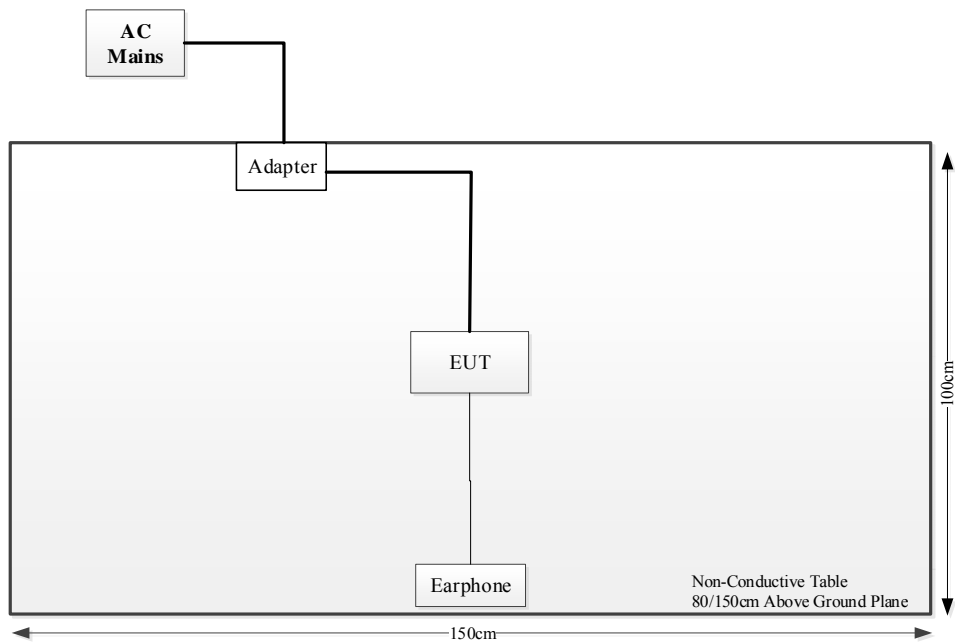 AC
Mains
Adapter
EUT
100cm
Earphone
Non-Conductive Table
80/150cm Above Ground Plane
150cm